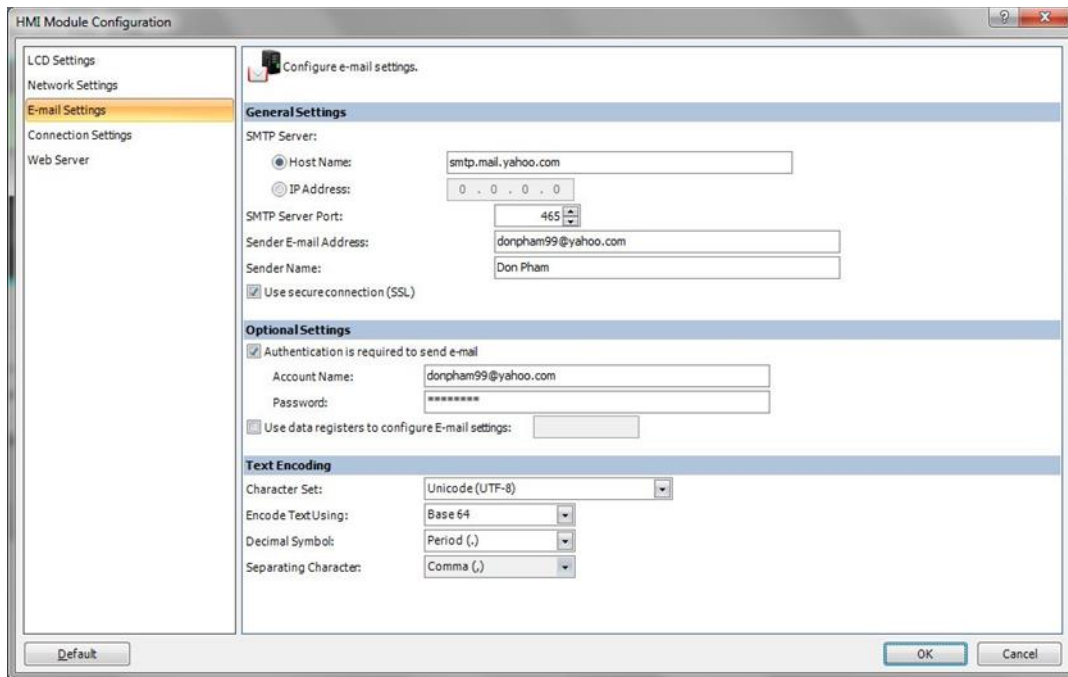 HMI Module Configuration
LCD Settings
Network Settings
E-mail Settings
Connection Settings
Web Server
Configure e-mail settings.
General Settings
SMTP Server:
Host Name: smtp.mail.yahoo.com
IP Address: 0 . 0 . 0 . 0
SMTP Server Port: 465
Sender E-mail Address: donpham99@yahoo.com
Sender Name: Don Pham
Use secure connection (SSL)
Optional Settings
Authentication is required to send e-mail
Account Name: donpham99@yahoo.com
Password: ********
Use data registers to configure E-mail settings:
Text Encoding
Character Set: Unicode (UTF-8)
Encode Text Using: Base 64
Decimal Symbol: Period (.)
Separating Character: Comma (,)
Default OK Cancel